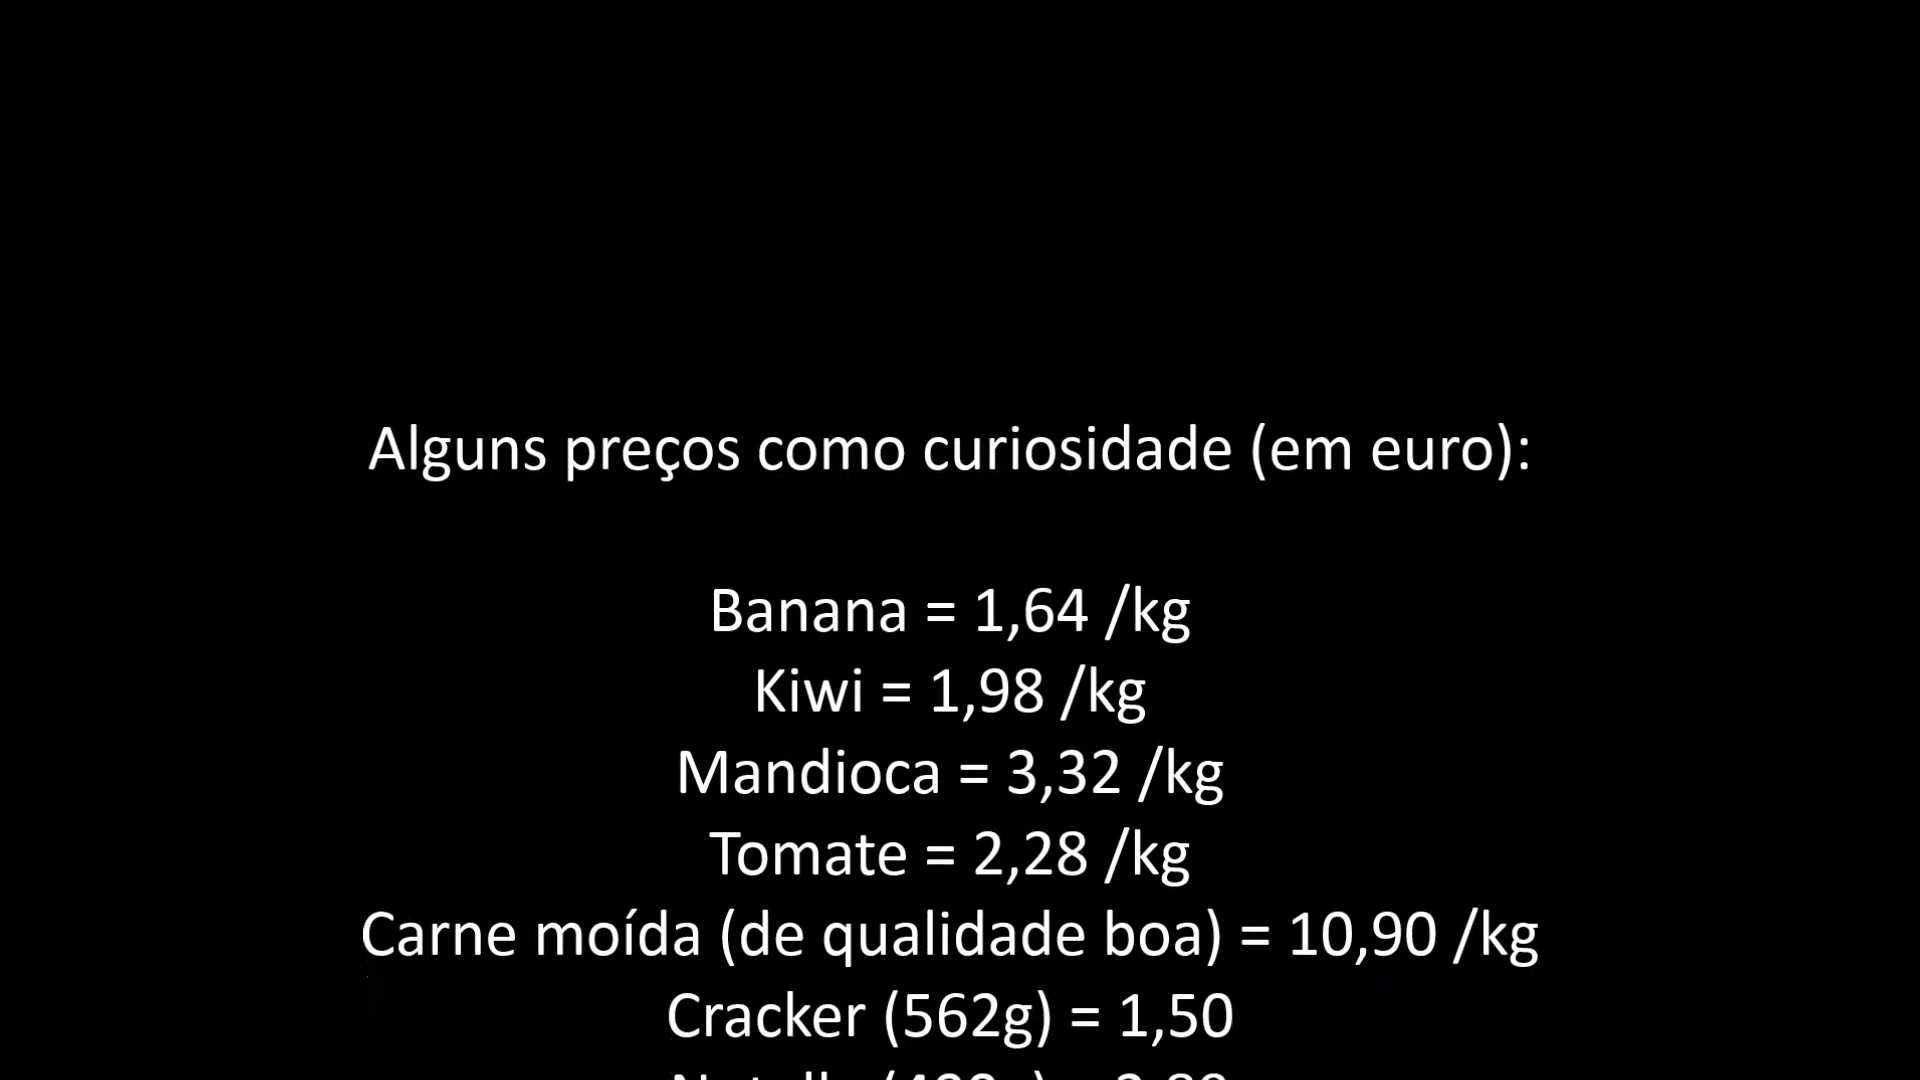 Alguns preços como curiosidade (em euro):
Banana = 1,64 /kg
Kiwi = 1,98 /kg
Mandioca = 3,32 /kg
Tomate = 2,28 /kg
Carne moída (de qualidade boa) = 10,90 /kg
Cracker (562g) = 1,50